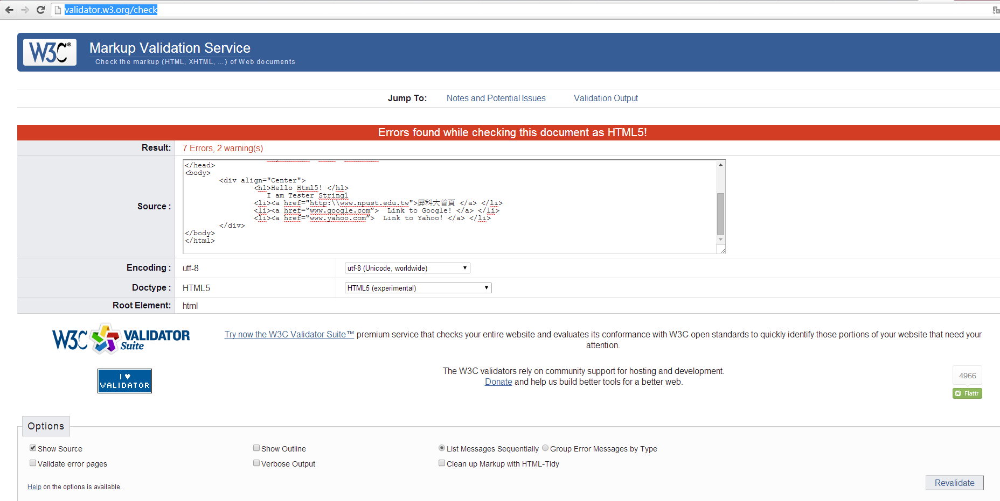 validator.w3.org/check
W3C®
Markup Validation Service
Check the markup (HTML, XHTML, ...) of Web documents
Jump To: Notes and Potential Issues Validation Output
Errors found while checking this document as HTML5!
Result: 7 Errors, 2 warning(s)
Source :
</head>
<body>
<div align="Center">
<h1>Hello Html5! </h1>
I am Tester String1
<li><a href="http:\\www.npust.edu.tw">屏科大首頁 </a> </li>
<li><a href=“www.google.com”>  Link to Google! </a> </li>
<li><a href=“www.yahoo.com”>  Link to Yahoo! </a> </li>
</div>
</body>
</html>
Encoding : utf-8 utf-8 (Unicode, worldwide)
Doctype : HTML5 HTML5 (experimental)
Root Element: html
W3C VALIDATOR Suite
Try now the W3C Validator Suite™ premium service that checks your entire website and evaluates its conformance with W3C open standards to quickly identify those portions of your website that need your
attention.
I ♥
VALIDATOR
The W3C validators rely on community support for hosting and development.
Donate and help us build better tools for a better web.
4966
Flattr
Options
Show Source Show Outline List Messages Sequentially Group Error Messages by Type
Validate error pages Verbose Output Clean up Markup with HTML-Tidy
Help on the options is available.
Revalidate